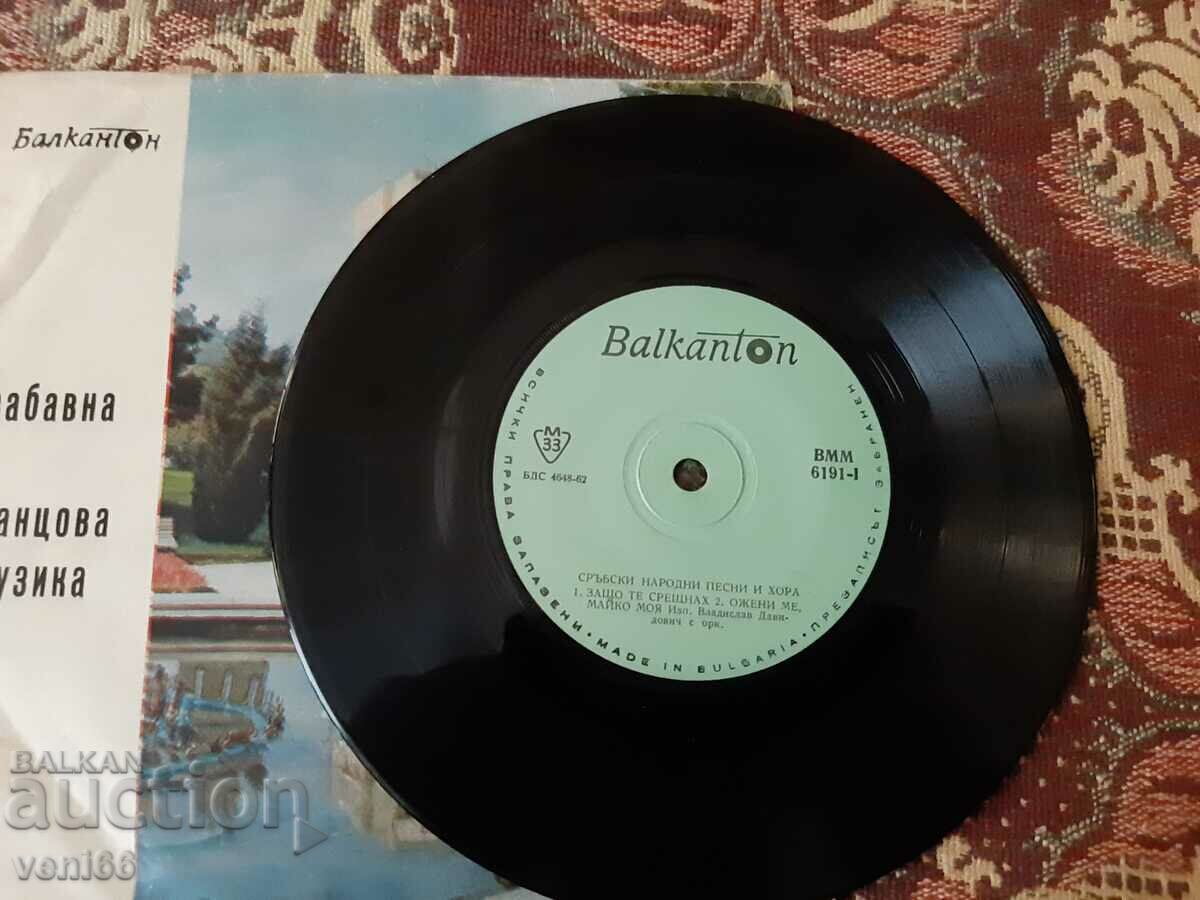 Балкантон
забавна
анцова
узика
Balkanton
ВСИЧКИ ПРАВА ЗАПАЗЕНИ • MADE IN BULGARIA • ПРЕЗАПИСЪТ ЗАБРАНЕН
М
33
БДС 4648-62
ВММ
6191-I
СРЪБСКИ НАРОДНИ ПЕСНИ И ХОРА
1. ЗАЩО ТЕ СРЕЩНАХ 2. ОЖЕНИ МЕ,
МАЙКО МОЯ Изп. Владислав Дави-
дович с орк.
BALKAN
auction
veni66